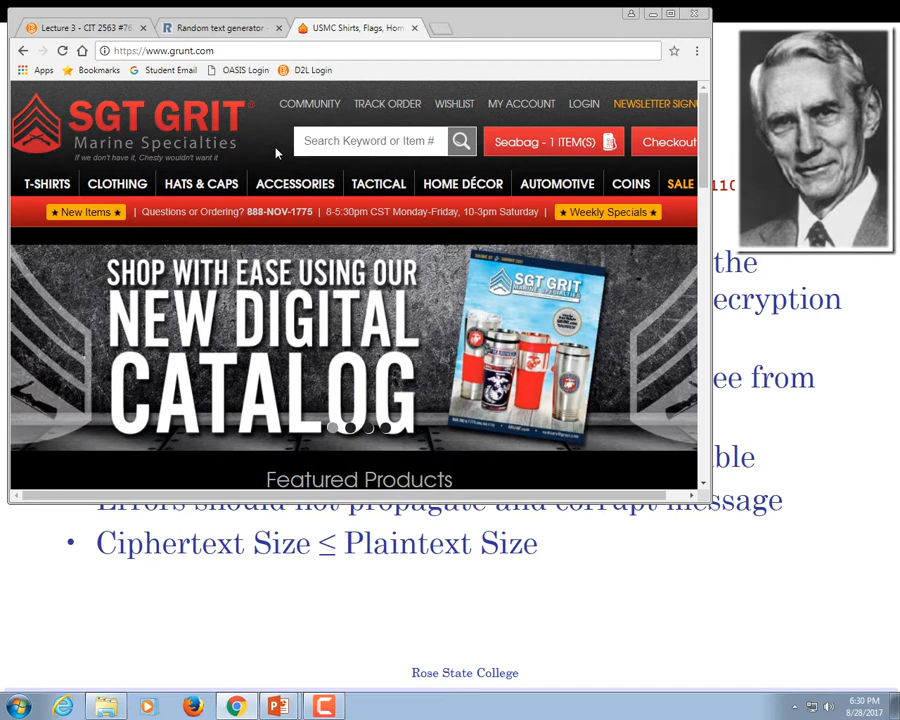 Lecture 3 - CIT 2563 #76
Random text generator -
USMC Shirts, Flags, Hom
https://www.grunt.com
Apps
Bookmarks
Student Email
OASIS Login
D2L Login
SGT GRIT
Marine Specialties
If we don't have it, Chesty wouldn't want it
COMMUNITY
TRACK ORDER
WISHLIST
MY ACCOUNT
LOGIN
NEWSLETTER SIGN
Search Keyword or Item #
Seabag - 1 ITEM(S)
Checkout
T-SHIRTS
CLOTHING
HATS & CAPS
ACCESSORIES
TACTICAL
HOME DÉCOR
AUTOMOTIVE
COINS
SALE
★ New Items ★ | Questions or Ordering? 888-NOV-1775 | 8-5:30pm CST Monday-Friday, 10-3pm Saturday | ★ Weekly Specials ★
SHOP WITH EASE USING OUR
NEW DIGITAL
CATALOG
SGT GRIT
MARINE SPECIALTIES
Featured Products
110
the
ecryption
ee from
ble
Errors should not propagate and corrupt message
• Ciphertext Size ≤ Plaintext Size
Rose State College
6:30 PM
8/28/2017